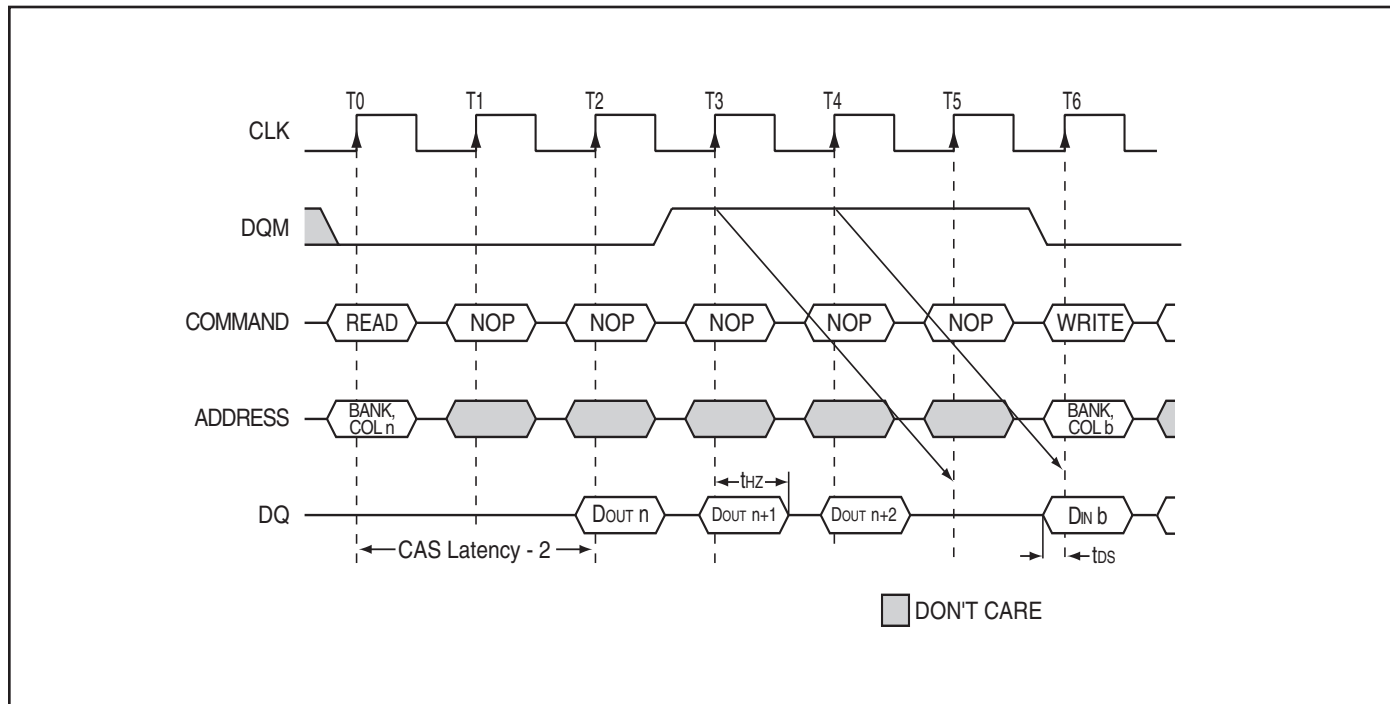 T0 T1 T2 T3 T4 T5 T6
CLK
DQM
COMMAND READ NOP NOP NOP NOP NOP WRITE
ADDRESS BANK, COL n BANK, COL b
tHZ
DQ DOUT n DOUT n+1 DOUT n+2 DIN b
CAS Latency - 2 tDS
DON'T CARE